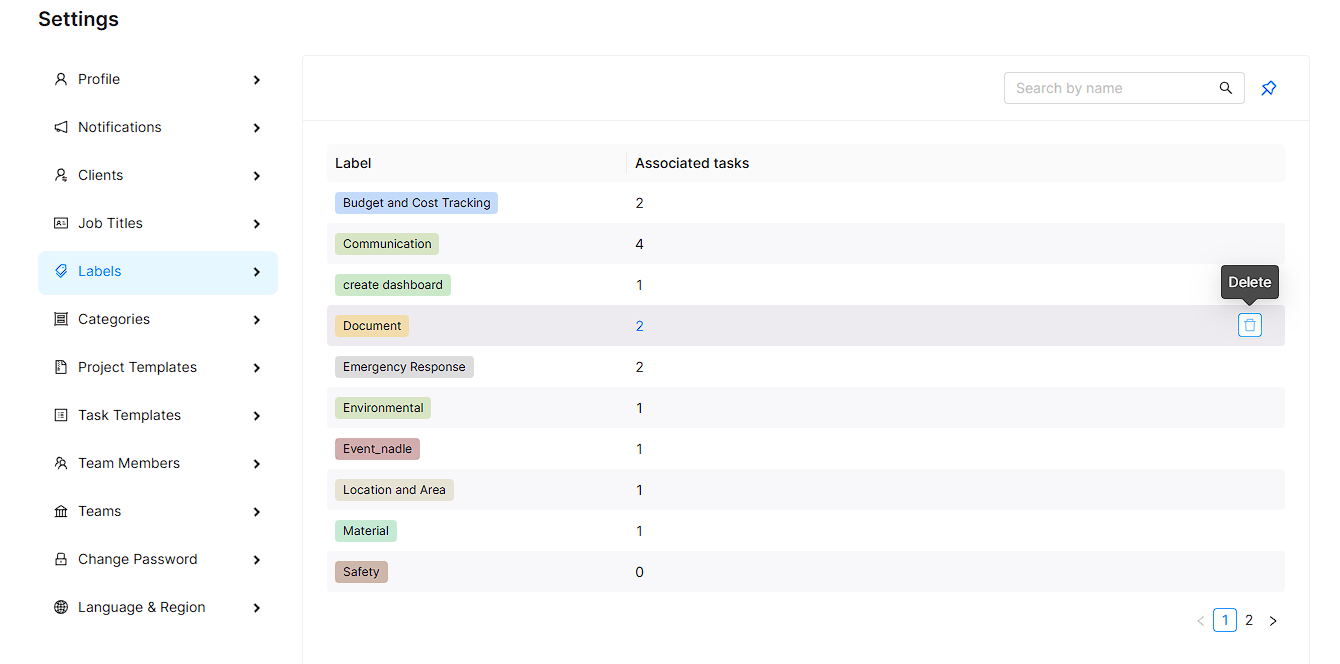 Settings
Profile
Notifications
Clients
Job Titles
Labels
Categories
Project Templates
Task Templates
Team Members
Teams
Change Password
Language & Region
Search by name
Label Associated tasks
Budget and Cost Tracking 2
Communication 4
create dashboard 1
Delete
Document 2
Emergency Response 2
Environmental 1
Event_nadle 1
Location and Area 1
Material 1
Safety 0
1 2